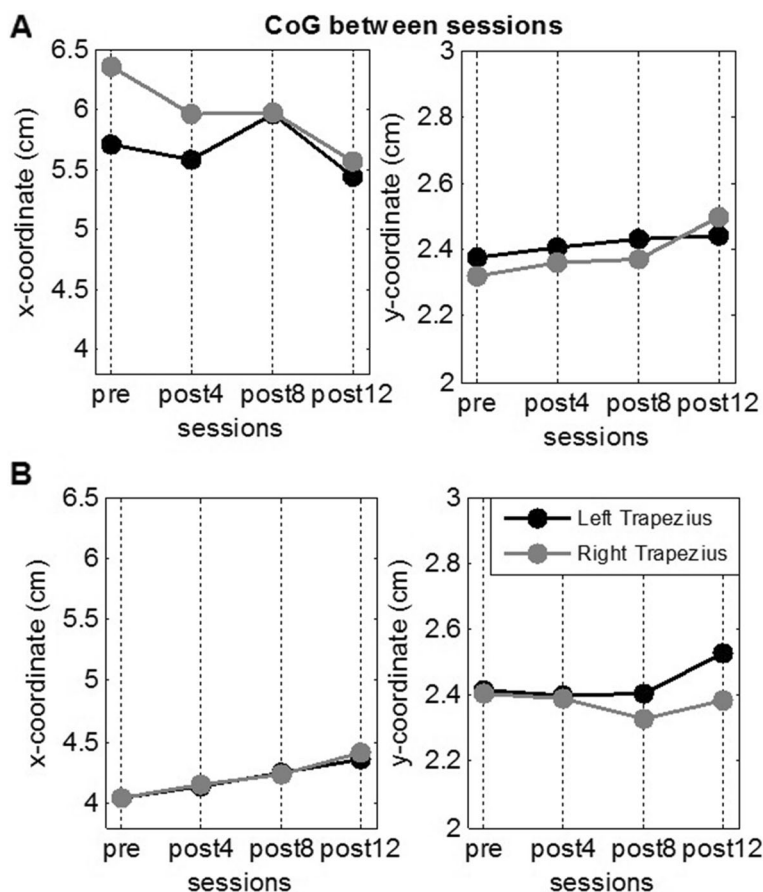 A
CoG between sessions
x-coordinate (cm)
6.5
6
5.5
5
4.5
4
pre post4 post8 post12
sessions
y-coordinate (cm)
3
2.8
2.6
2.4
2.2
2
pre post4 post8 post12
sessions
B
x-coordinate (cm)
6.5
6
5.5
5
4.5
4
pre post4 post8 post12
sessions
y-coordinate (cm)
3
2.8
2.6
2.4
2.2
2
Left Trapezius
Right Trapezius
pre post4 post8 post12
sessions